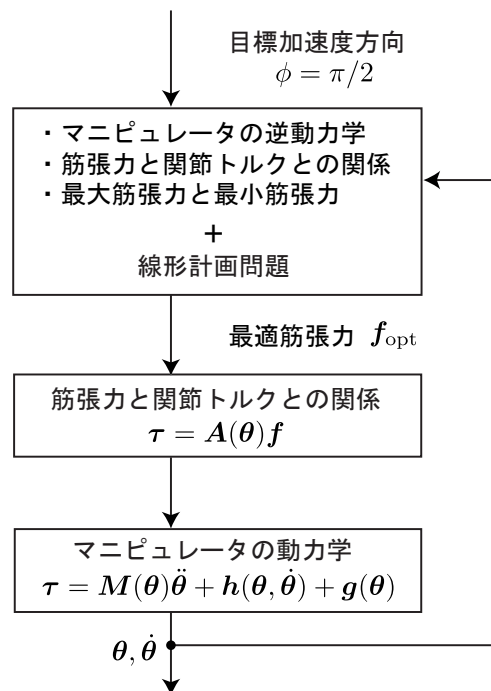 目標加速度方向
ϕ = π/2
・マニピュレータの逆動力学
・筋張力と関節トルクとの関係
・最大筋張力と最小筋張力
+
線形計画問題
最適筋張力 f_opt
筋張力と関節トルクとの関係
τ = A(θ)f
マニピュレータの動力学
τ = M(θ)θ̈ + h(θ, θ̇) + g(θ)
θ, θ̇